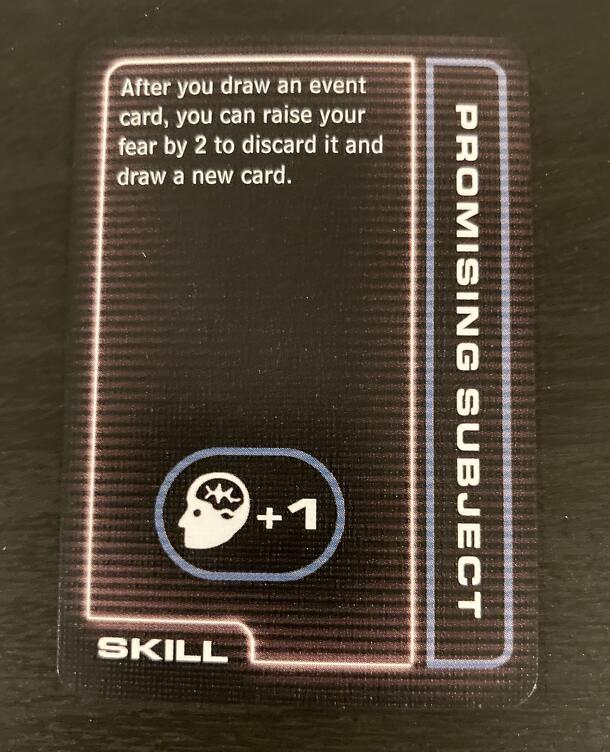 After you draw an event
card, you can raise your
fear by 2 to discard it and
draw a new card.
+1
SKILL
PROMISING SUBJECT